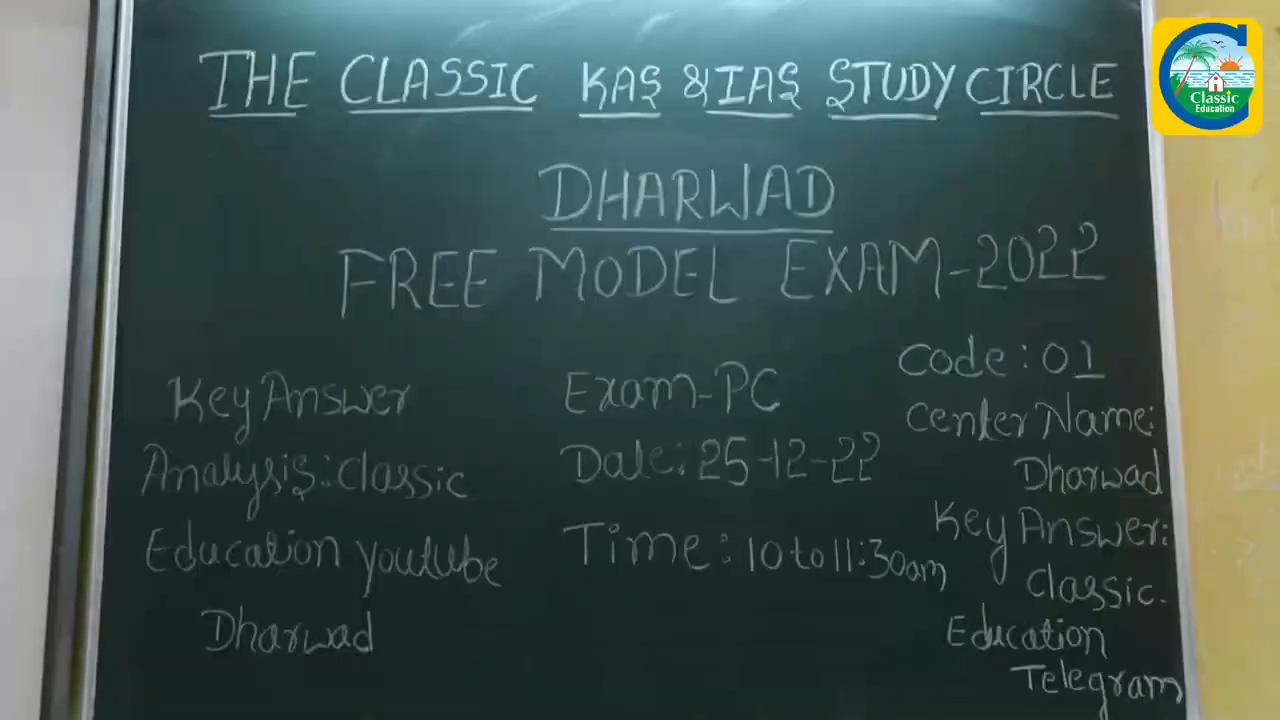 THE CLASSIC KAS & IAS STUDY CIRCLE
DHARWAD
FREE MODEL EXAM-2022
Key Answer
Analysis: Classic
Education youtube
Dharwad
Exam-PC
Date: 25-12-22
Time: 10 to 11:30am
Code: 01
Center Name:
Dharwad
Key Answer:
Classic.
Education
Telegram
Classic
Education